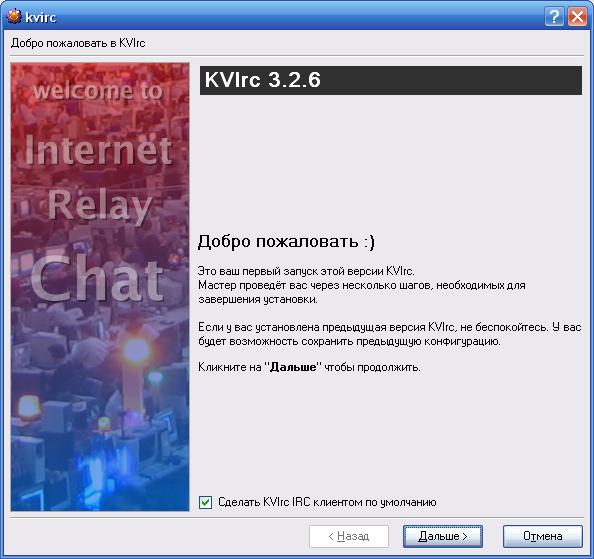 kvirc
Добро пожаловать в KVIrc
welcome to
Internet
Relay
Chat
KVIrc 3.2.6
Добро пожаловать :)
Это ваш первый запуск этой версии KVIrc.
Мастер проведёт вас через несколько шагов, необходимых для
завершения установки.
Если у вас установлена предыдущая версия KVIrc, не беспокойтесь. У вас
будет возможность сохранить предыдущую конфигурацию.
Кликните на "Дальше" чтобы продолжить.
Сделать KVIrc IRC клиентом по умолчанию
< Назад
Дальше >
Отмена